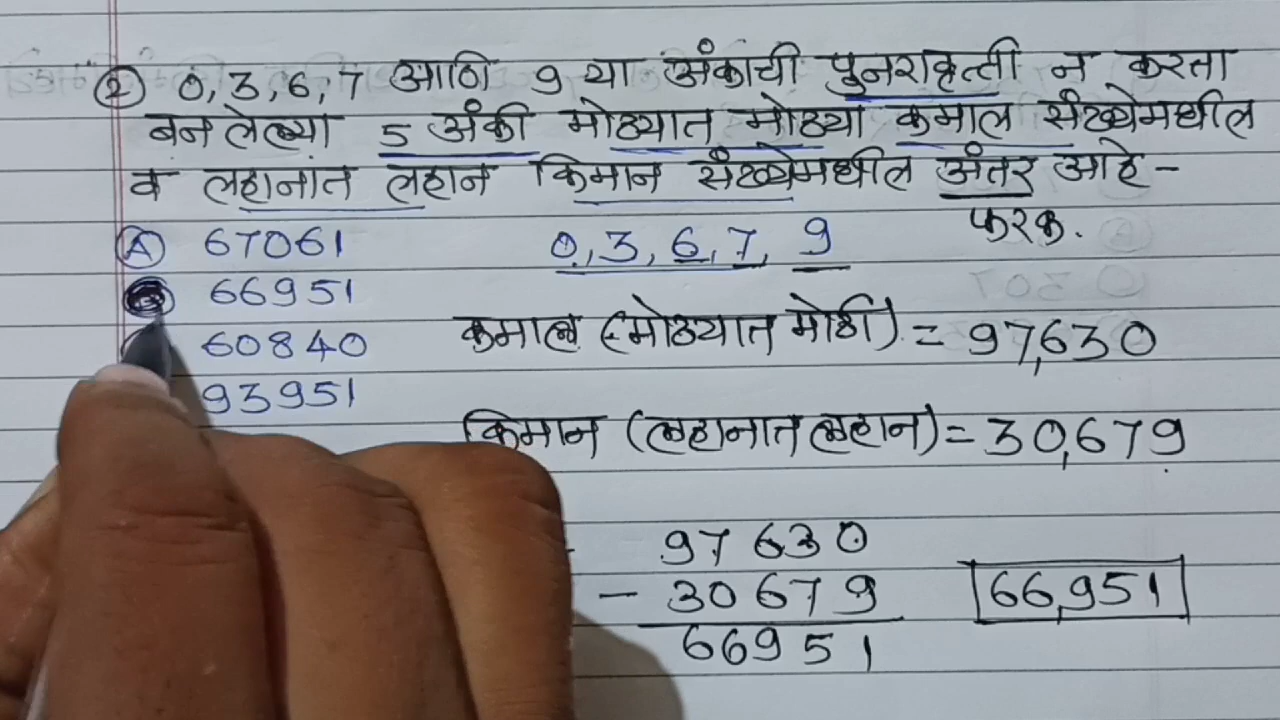 ② 0, 3, 6, 7 आणि 9 या अंकाची पुनरावृत्ती न करता
बनलेल्या 5 अंकी मोठ्यात मोठ्या कमाल संख्येमधील
व लहानात लहान किमान संख्येमधील अंतर आहे -
फरक.
Ⓐ 67061
0, 3, 6, 7, 9
66951
60840
93951
कमाल (मोठ्यात मोठी) = 97,630
किमान (लहानात लहान) = 30,679
97630
- 30679
66951
66,951